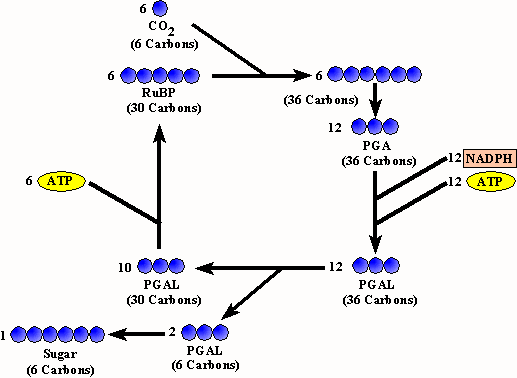 6
CO2
(6 Carbons)
6
RuBP
(30 Carbons)
6
(36 Carbons)
12
PGA
(36 Carbons)
12 NADPH
12 ATP
6 ATP
10
PGAL
(30 Carbons)
12
PGAL
(36 Carbons)
1
Sugar
(6 Carbons)
2
PGAL
(6 Carbons)